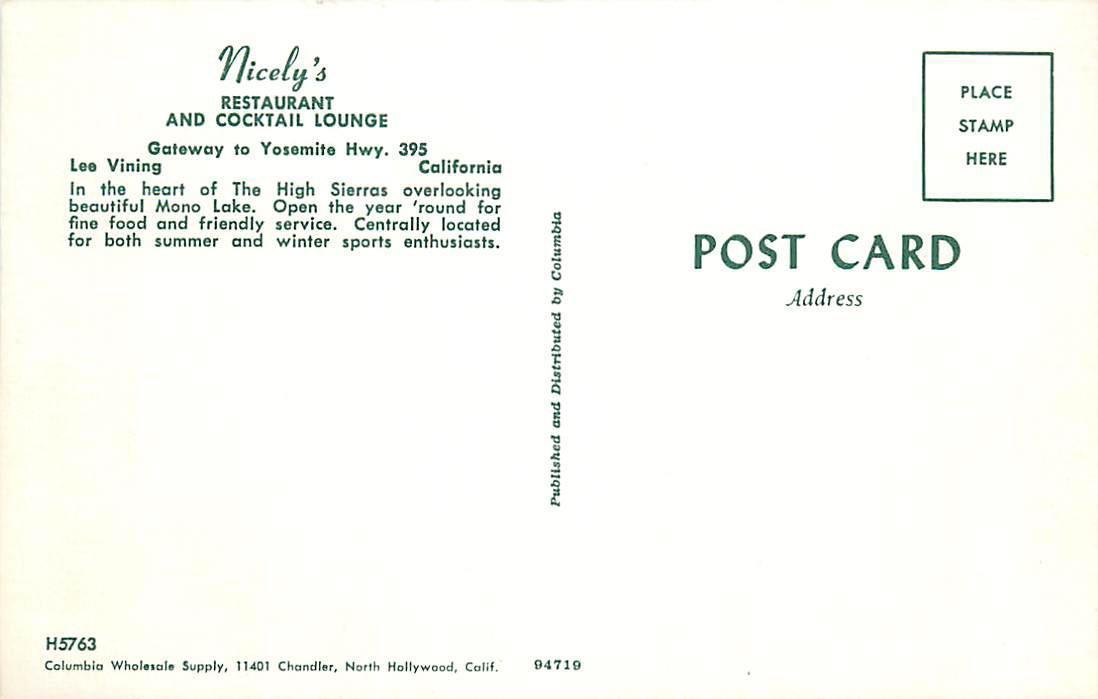 Nicely's
RESTAURANT
AND COCKTAIL LOUNGE
Gateway to Yosemite Hwy. 395
Lee Vining California
In the heart of The High Sierras overlooking
beautiful Mono Lake. Open the year 'round for
fine food and friendly service. Centrally located
for both summer and winter sports enthusiasts.
H5763
Columbia Wholesale Supply, 11401 Chandler, North Hollywood, Calif. 94719
Published and Distributed by Columbia
PLACE
STAMP
HERE
POST CARD
Address